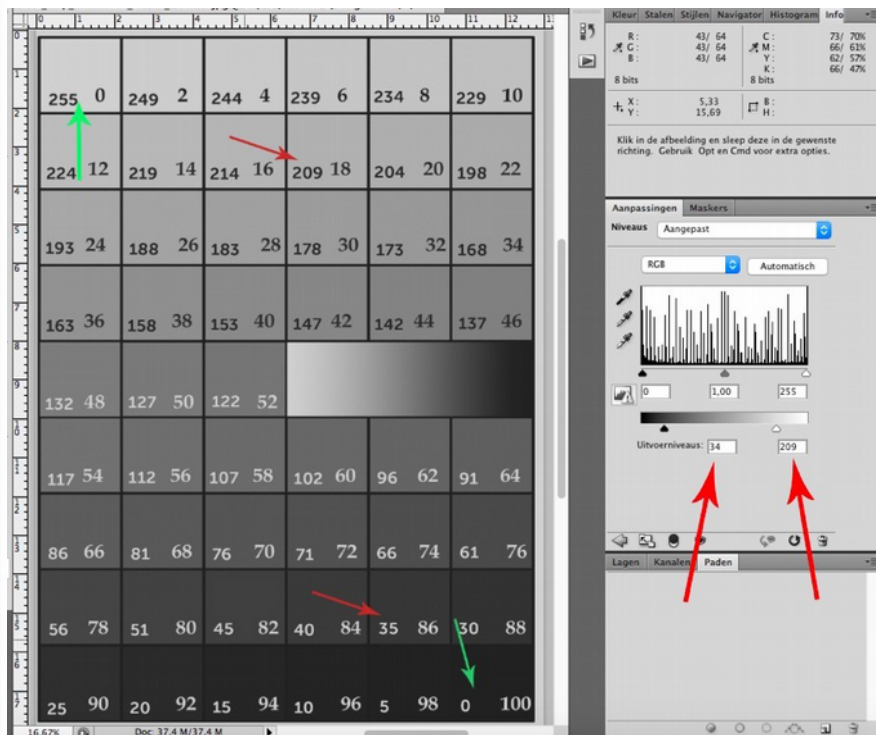 255 0 249 2 244 4 239 6 234 8 229 10
224 12 219 14 214 16 209 18 204 20 198 22
193 24 188 26 183 28 178 30 173 32 168 34
163 36 158 38 153 40 147 42 142 44 137 46
132 48 127 50 122 52
117 54 112 56 107 58 102 60 96 62 91 64
86 66 81 68 76 70 71 72 66 74 61 76
56 78 51 80 45 82 40 84 35 86 30 88
25 90 20 92 15 94 10 96 5 98 0 100
16,67% Doc: 37,4 M/37,4 M
Kleur Stalen Stijlen Navigator Histogram Info
R: 43/ 64 C: 73/ 70%
G: 43/ 64 M: 66/ 61%
B: 43/ 64 Y: 62/ 57%
K: 66/ 47%
8 bits 8 bits
X: 5,33 B:
Y: 15,69 H:
Klik in de afbeelding en sleep deze in de gewenste
richting. Gebruik Opt en Cmd voor extra opties.
Aanpassingen Maskers
Niveaus Aangepast
RGB Automatisch
0 1,00 255
Uitvoerniveaus: 34 209
Lagen Kanalen Paden